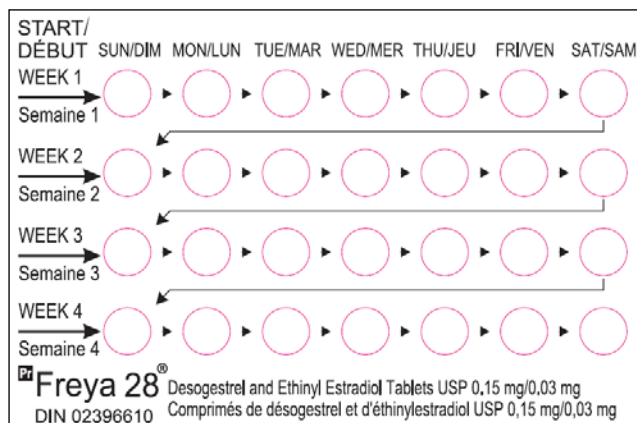 START/
DÉBUT SUN/DIM MON/LUN TUE/MAR WED/MER THU/JEU FRI/VEN SAT/SAM
WEEK 1
Semaine 1
WEEK 2
Semaine 2
WEEK 3
Semaine 3
WEEK 4
Semaine 4
Pr Freya 28® Desogestrel and Ethinyl Estradiol Tablets USP 0.15 mg/0.03 mg
DIN 02396610 Comprimés de désogestrel et d'éthinylestradiol USP 0,15 mg/0,03 mg